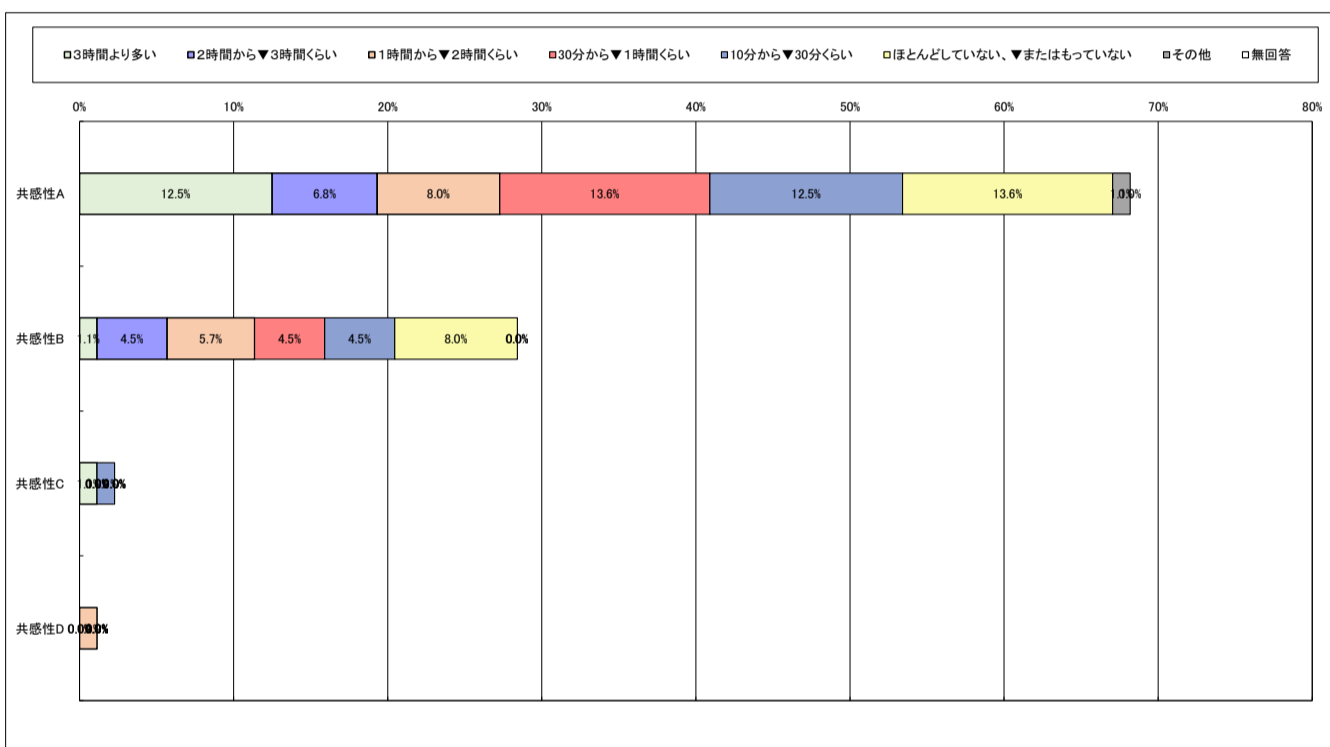 ３時間より多い ２時間から▼３時間くらい １時間から▼２時間くらい 30分から▼１時間くらい 10分から▼30分くらい ほとんどしていない、▼またはもっていない その他 無回答
0% 10% 20% 30% 40% 50% 60% 70% 80%
共感性A 12.5% 6.8% 8.0% 13.6% 12.5% 13.6%
共感性B 1.1% 4.5% 5.7% 4.5% 4.5% 8.0% 0.0%
共感性C
共感性D